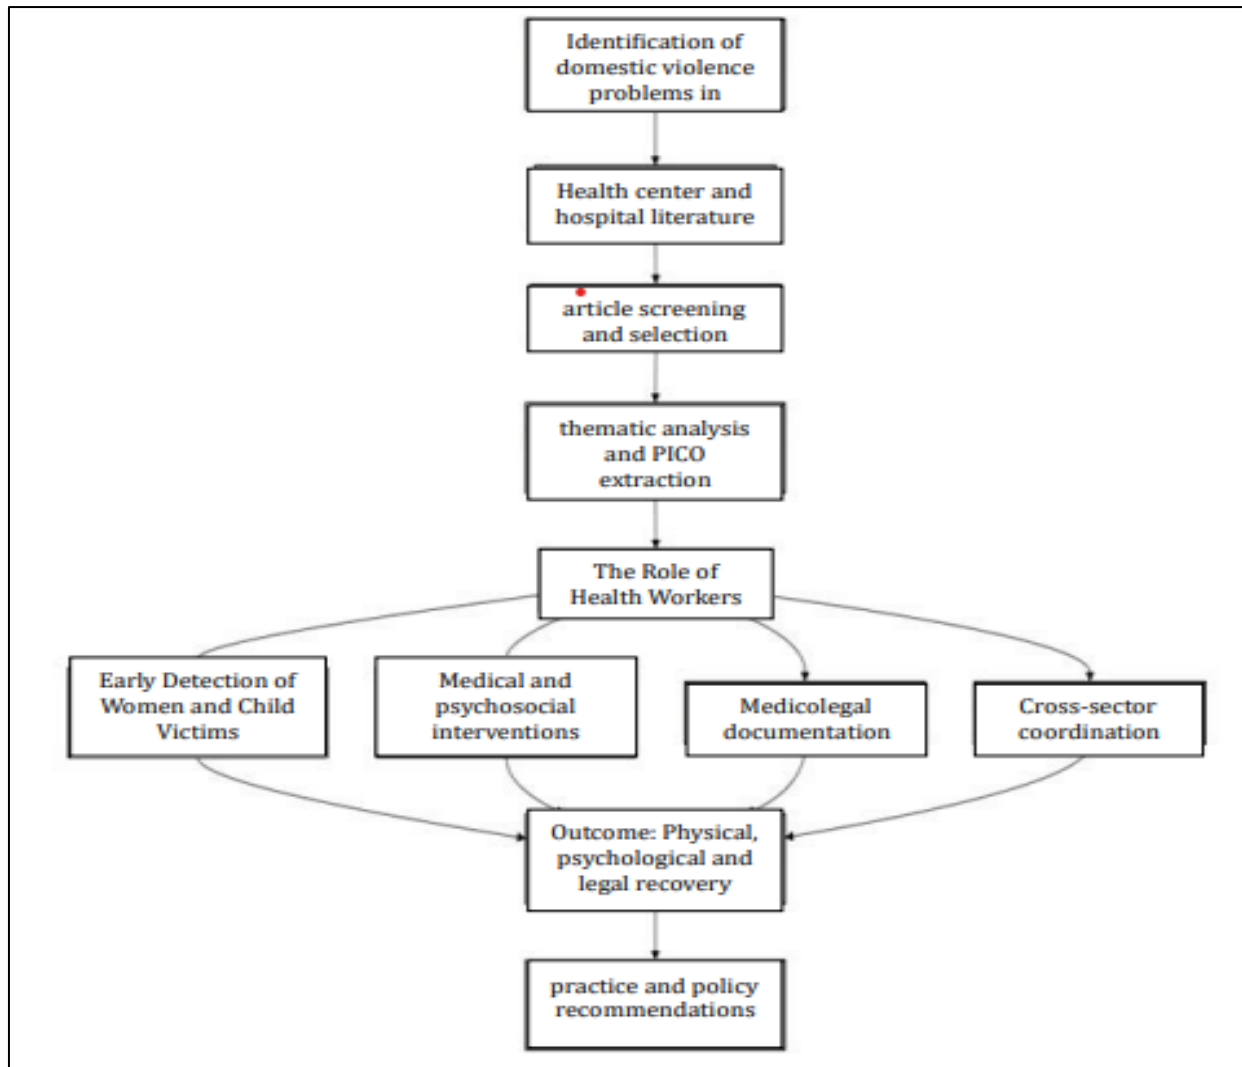 Identification of
domestic violence
problems in
Health center and
hospital literature
article screening
and selection
thematic analysis
and PICO
extraction
The Role of
Health Workers
Early Detection of
Women and Child
Victims
Medical and
psychosocial
interventions
Medicolegal
documentation
Cross-sector
coordination
Outcome: Physical,
psychological and
legal recovery
practice and policy
recommendations